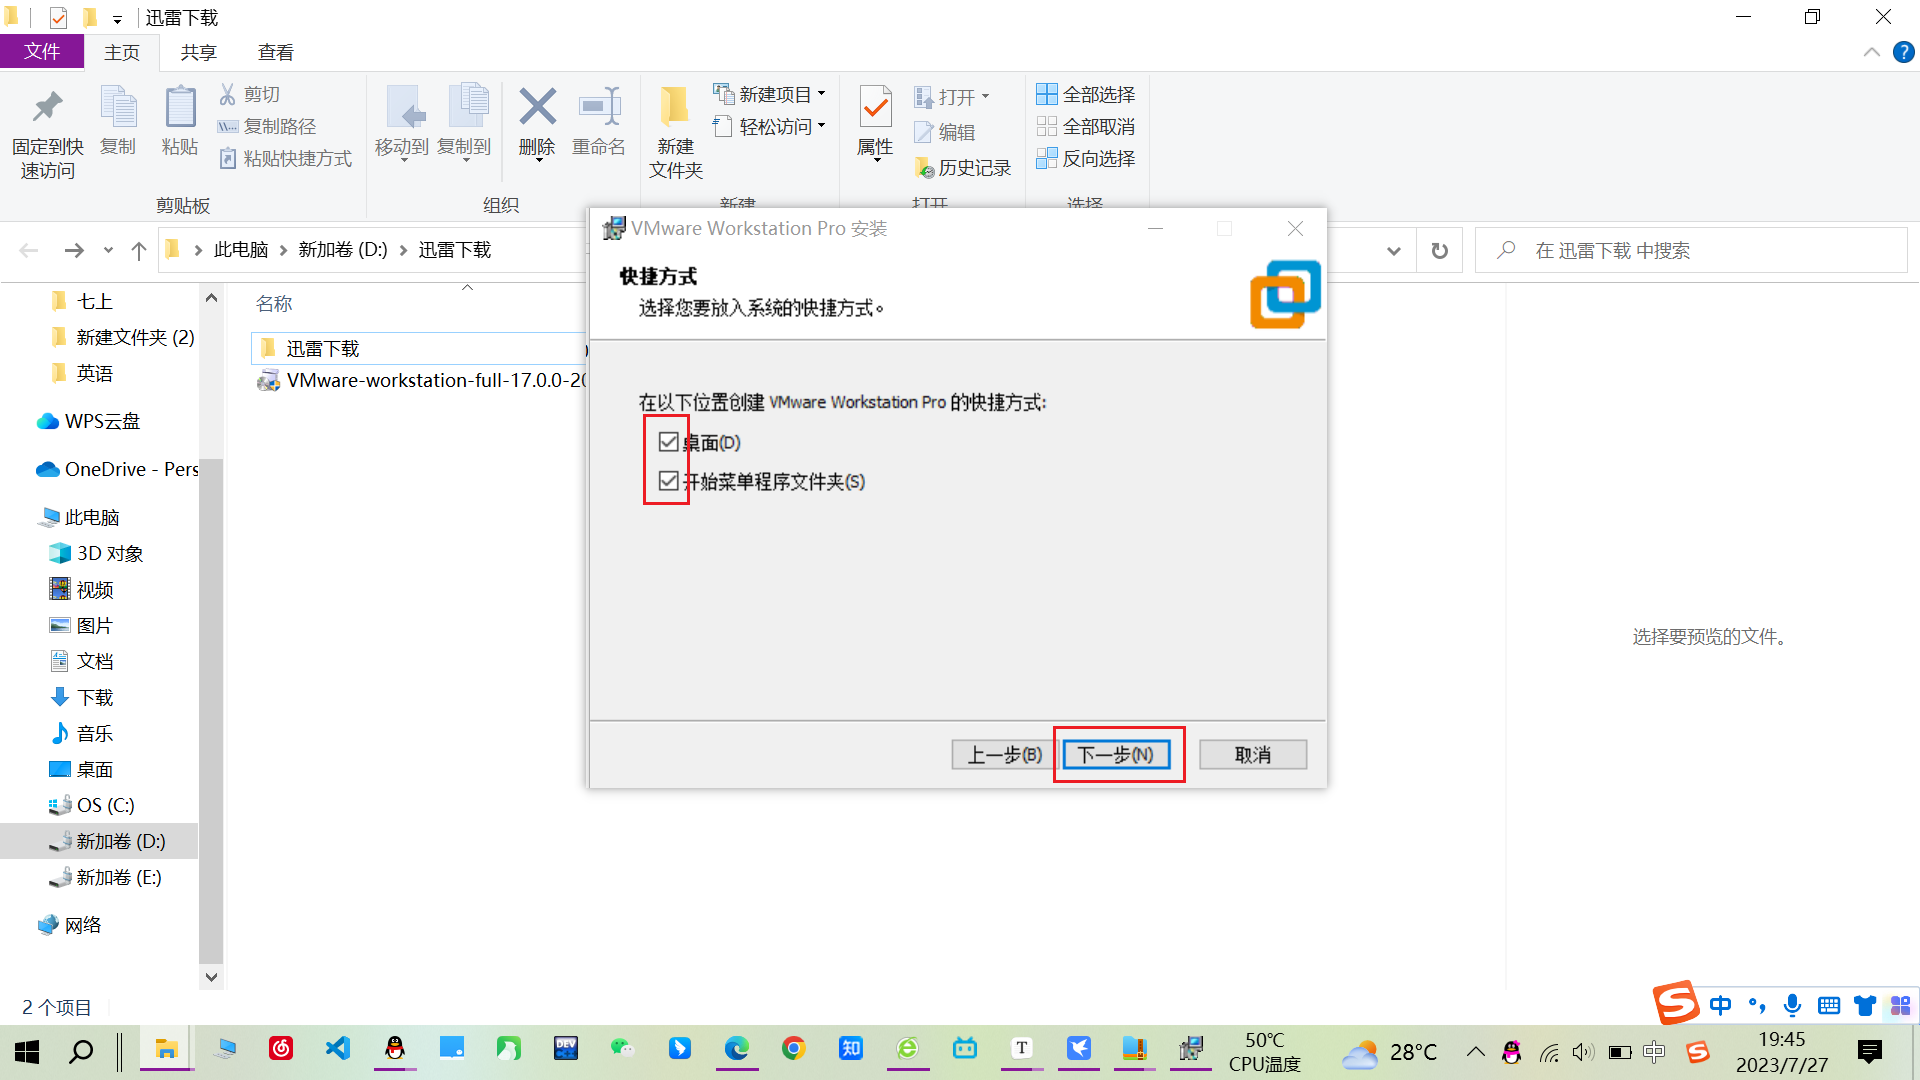 迅雷下载
文件
主页
共享
查看
固定到快
速访问
复制
粘贴
剪切
复制路径
粘贴快捷方式
剪贴板
移动到
复制到
删除
重命名
组织
新建
文件夹
新建项目
轻松访问
新建
属性
打开
编辑
历史记录
打开
全部选择
全部取消
反向选择
选择
此电脑
新加卷 (D:)
迅雷下载
在 迅雷下载 中搜索
七上
新建文件夹 (2)
英语
WPS云盘
OneDrive - Pers
此电脑
3D 对象
视频
图片
文档
下载
音乐
桌面
OS (C:)
新加卷 (D:)
新加卷 (E:)
网络
名称
迅雷下载
VMware-workstation-full-17.0.0-20
VMware Workstation Pro 安装
快捷方式
选择您要放入系统的快捷方式。
在以下位置创建 VMware Workstation Pro 的快捷方式:
桌面(D)
开始菜单程序文件夹(S)
上一步(B)
下一步(N)
取消
选择要预览的文件。
2 个项目
中
DEV
知
T
50℃
CPU温度
28°C
中
19:45
2023/7/27